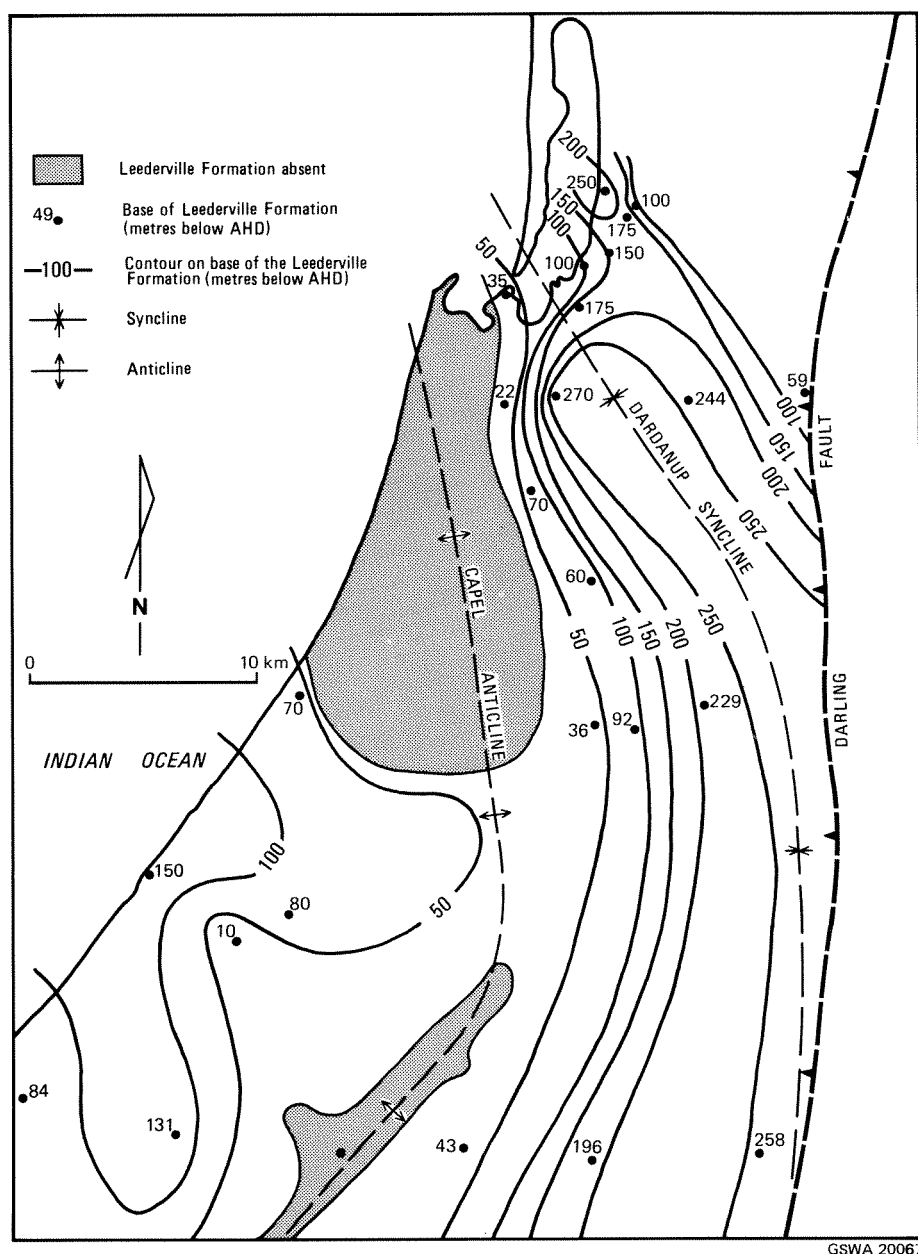 Leederville Formation absent
49
Base of Leederville Formation
(metres below AHD)
—100—
Contour on base of the Leederville
Formation (metres below AHD)
Syncline
Anticline
N
0 10 km
INDIAN OCEAN
CAPEL
ANTICLINE
DARDANUP
SYNCLINE
DARLING
FAULT
200
250
100
175
150
150
100
100
50
35
175
22
270
244
59
100
150
200
250
70
60
50
100
150
200
250
70
36
92
229
100
150
80
50
10
84
131
43
196
258
GSWA 20067